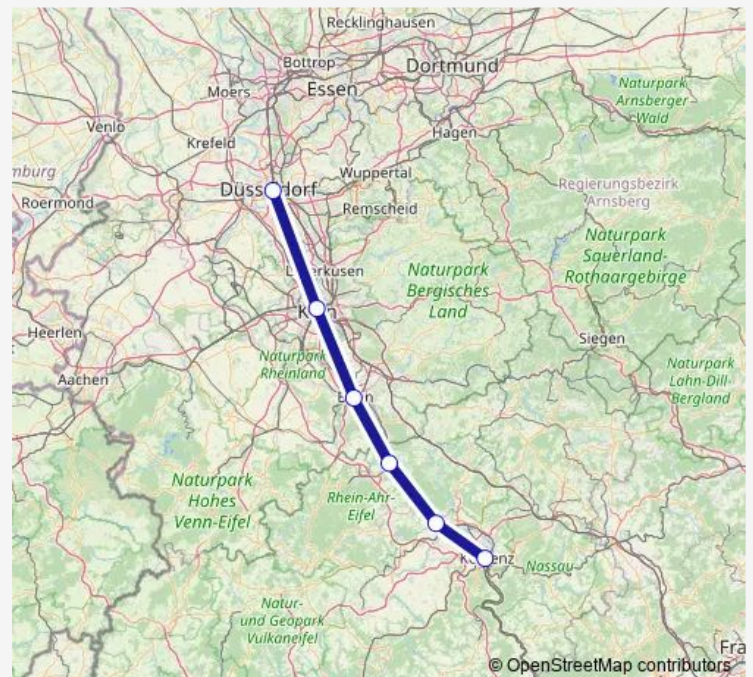 Recklinghausen
Bottrop
Dortmund
Moers
Essen
Naturpark
Arnsberger
Wald
Venlo
Krefeld
Hagen
mburg
Wuppertal
Roermond
Remscheid
Regierungsbezirk
Arnsberg
Naturpark
Sauerland-
Rothaargebirge
Naturpark
Bergisches
Land
Heerlen
Siegen
Naturpark
Rheinland
Aachen
Naturpark
Lahn-Dill-
Bergland
Naturpark
Hohes
Venn-Eifel
Rhein-Ahr-
Eifel
Nassau
Natur-
und Geopark
Vulkaneifel
Fra
© OpenStreetMap contributors